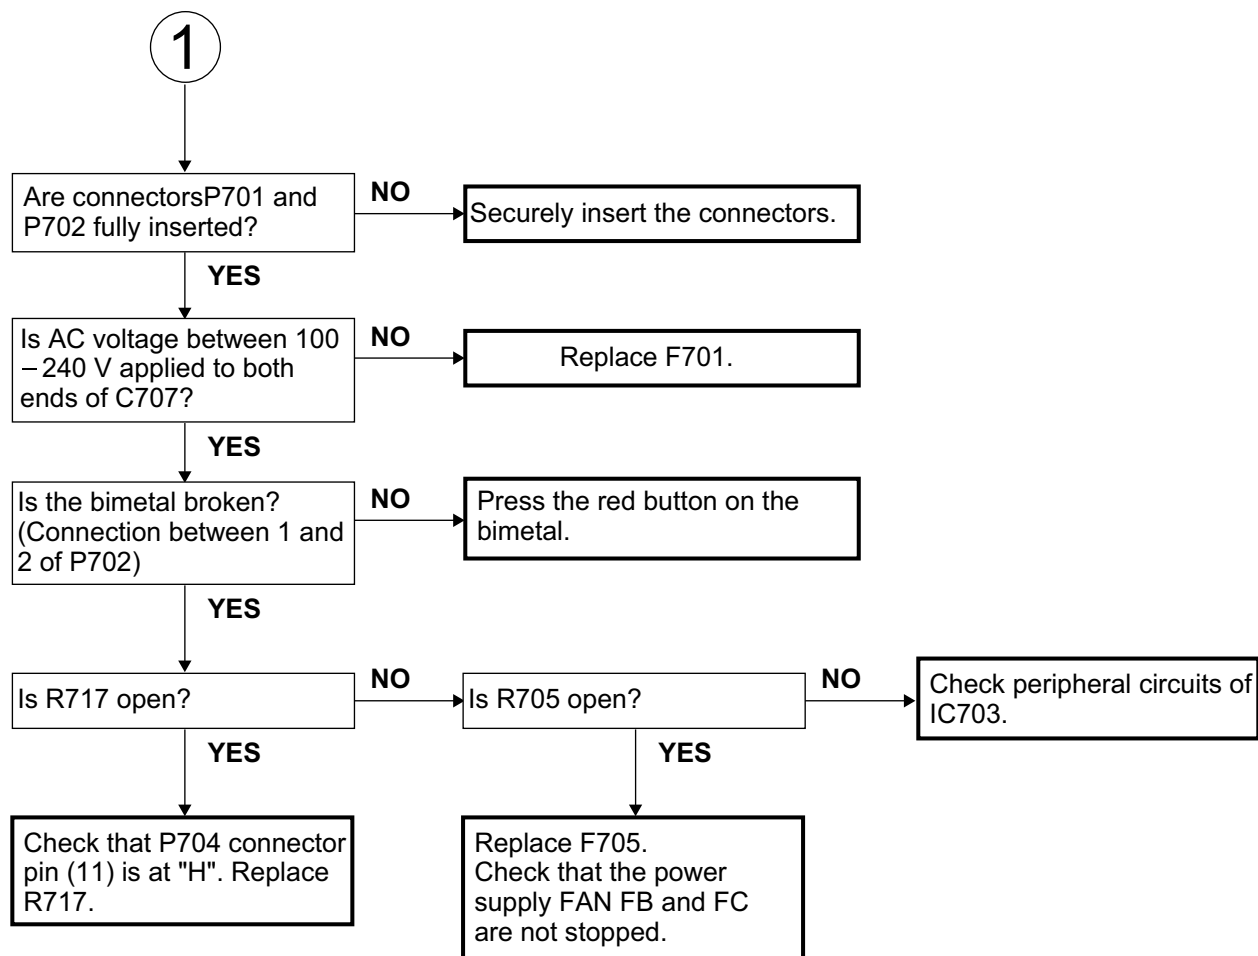 1
Are connectorsP701 and
P702 fully inserted?
NO
Securely insert the connectors.
YES
Is AC voltage between 100
–240 V applied to both
ends of C707?
NO
Replace F701.
YES
Is the bimetal broken?
(Connection between 1 and
2 of P702)
NO
Press the red button on the
bimetal.
YES
Is R717 open?
NO
Is R705 open?
NO
Check peripheral circuits of
IC703.
YES
YES
Check that P704 connector
pin (11) is at "H". Replace
R717.
Replace F705.
Check that the power
supply FAN FB and FC
are not stopped.